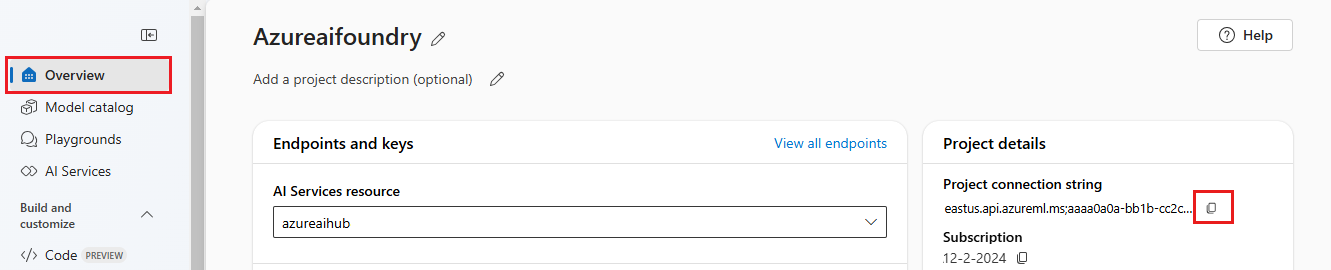 Overview
Model catalog
Playgrounds
AI Services
Build and
customize
Code PREVIEW
Azureaifoundry
Help
Add a project description (optional)
Endpoints and keys
View all endpoints
AI Services resource
azureaihub
Project details
Project connection string
eastus.api.azureml.ms;aaaa0a0a-bb1b-cc2c...
Subscription
12-2-2024